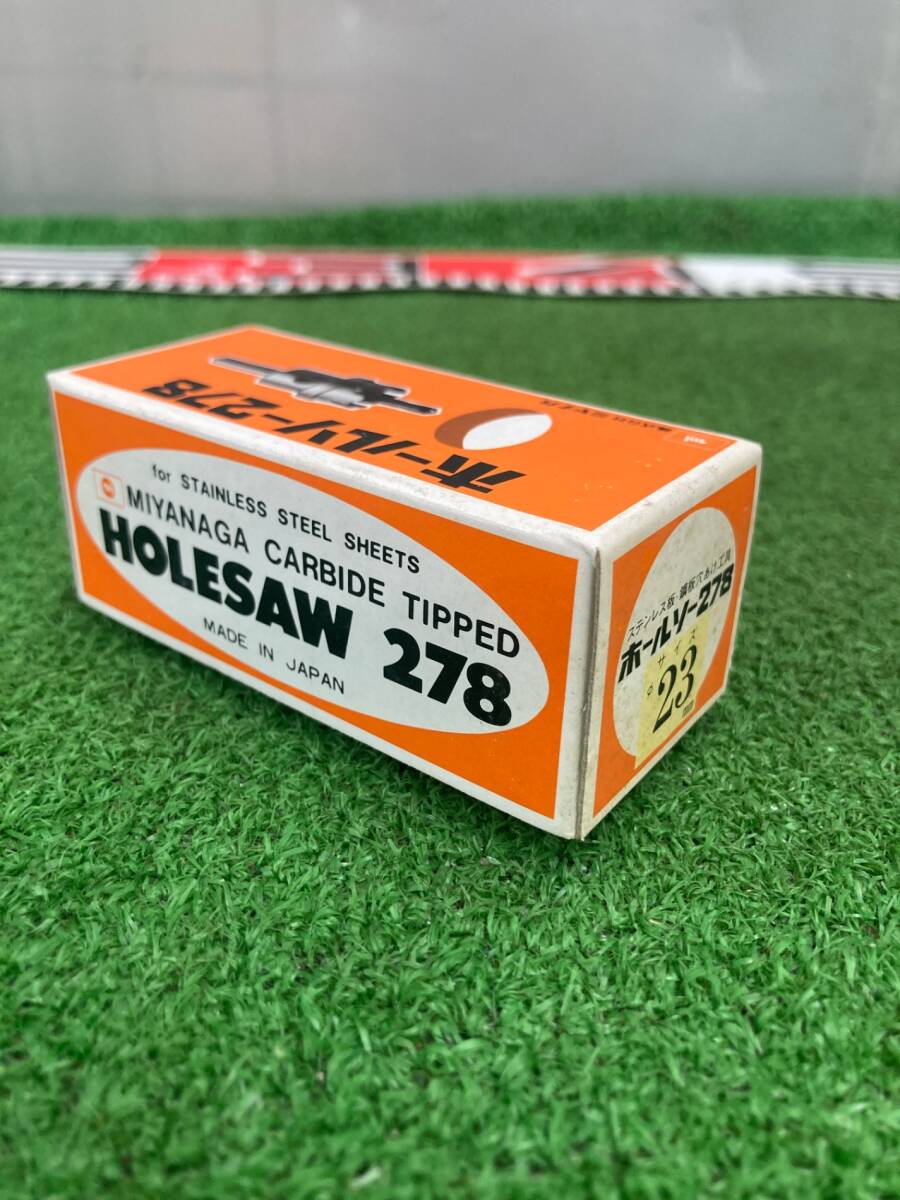 ホールソー278
for STAINLESS STEEL SHEETS
MIYANAGA CARBIDE TIPPED
HOLESAW 278
MADE IN JAPAN
ステンレス板・鋼板穴あけ工具
ホールソー278
サイズ
23
mm